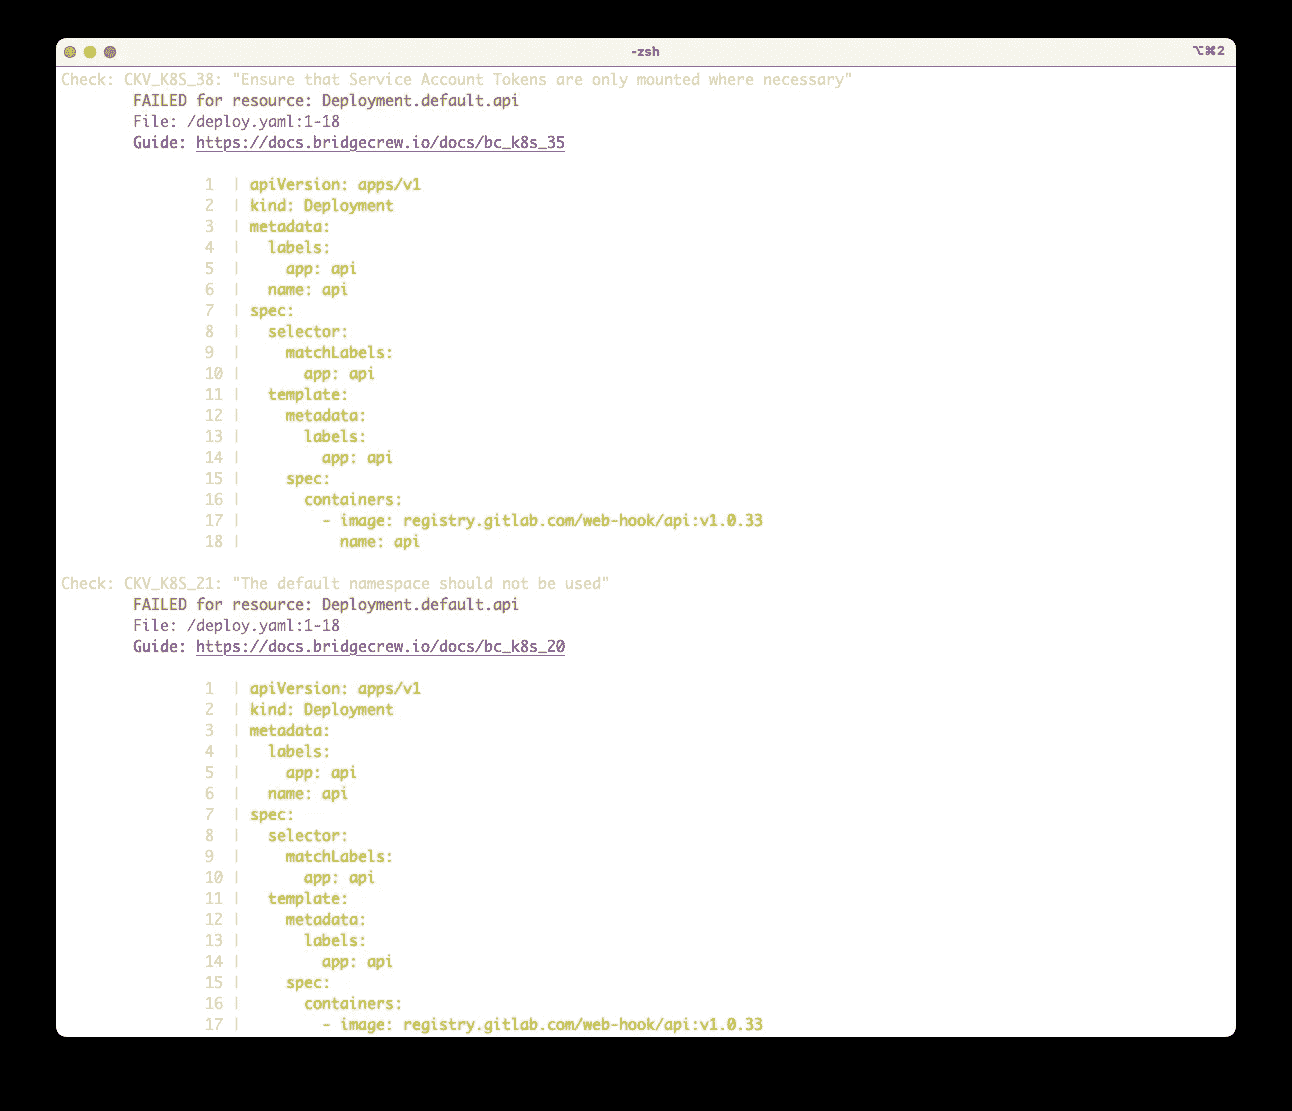 -zsh
⌥⌘2
Check: CKV_K8S_38: "Ensure that Service Account Tokens are only mounted where necessary"
FAILED for resource: Deployment.default.api
File: /deploy.yaml:1-18
Guide: https://docs.bridgecrew.io/docs/bc_k8s_35
1 | apiVersion: apps/v1
2 | kind: Deployment
3 | metadata:
4 |   labels:
5 |     app: api
6 |   name: api
7 | spec:
8 |   selector:
9 |     matchLabels:
10 |       app: api
11 |   template:
12 |     metadata:
13 |       labels:
14 |         app: api
15 |     spec:
16 |       containers:
17 |         - image: registry.gitlab.com/web-hook/api:v1.0.33
18 |           name: api
Check: CKV_K8S_21: "The default namespace should not be used"
FAILED for resource: Deployment.default.api
File: /deploy.yaml:1-18
Guide: https://docs.bridgecrew.io/docs/bc_k8s_20
1 | apiVersion: apps/v1
2 | kind: Deployment
3 | metadata:
4 |   labels:
5 |     app: api
6 |   name: api
7 | spec:
8 |   selector:
9 |     matchLabels:
10 |       app: api
11 |   template:
12 |     metadata:
13 |       labels:
14 |         app: api
15 |     spec:
16 |       containers:
17 |         - image: registry.gitlab.com/web-hook/api:v1.0.33